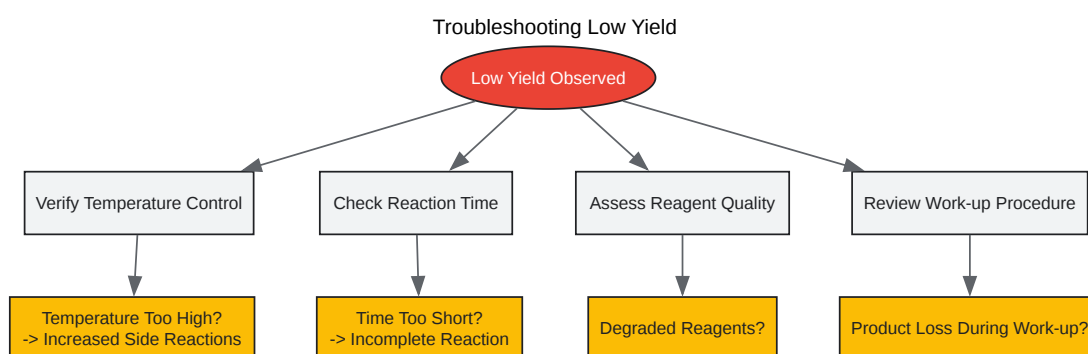 Troubleshooting Low Yield
Low Yield Observed
Verify Temperature Control
Check Reaction Time
Assess Reagent Quality
Review Work-up Procedure
Temperature Too High?
-> Increased Side Reactions
Time Too Short?
-> Incomplete Reaction
Degraded Reagents?
Product Loss During Work-up?